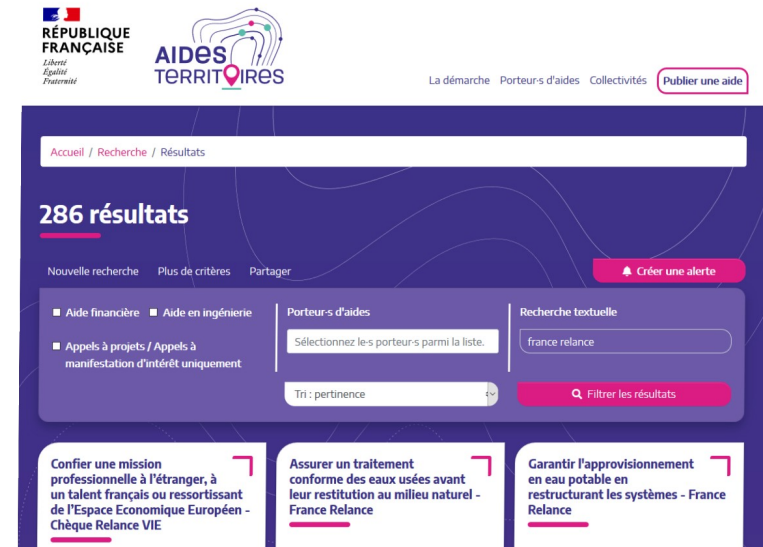 RÉPUBLIQUE
FRANÇAISE
Liberté
Égalité
Fraternité
AIDES
TERRITOIRES
La démarche Porteur·s d'aides Collectivités Publier une aide
Accueil / Recherche / Résultats
286 résultats
Nouvelle recherche Plus de critères Partager Créer une alerte
Aide financière Aide en ingénierie
Appels à projets / Appels à
manifestation d'intérêt uniquement
Porteur·s d'aides
Sélectionnez le·s porteur·s parmi la liste.
Recherche textuelle
france relance
Tri : pertinence
Filtrer les résultats
Confier une mission
professionnelle à l'étranger, à
un talent français ou ressortissant
de l'Espace Economique Européen -
Chèque Relance VIE
Assurer un traitement
conforme des eaux usées avant
leur restitution au milieu naturel -
France Relance
Garantir l'approvisionnement
en eau potable en
restructurant les systèmes - France
Relance